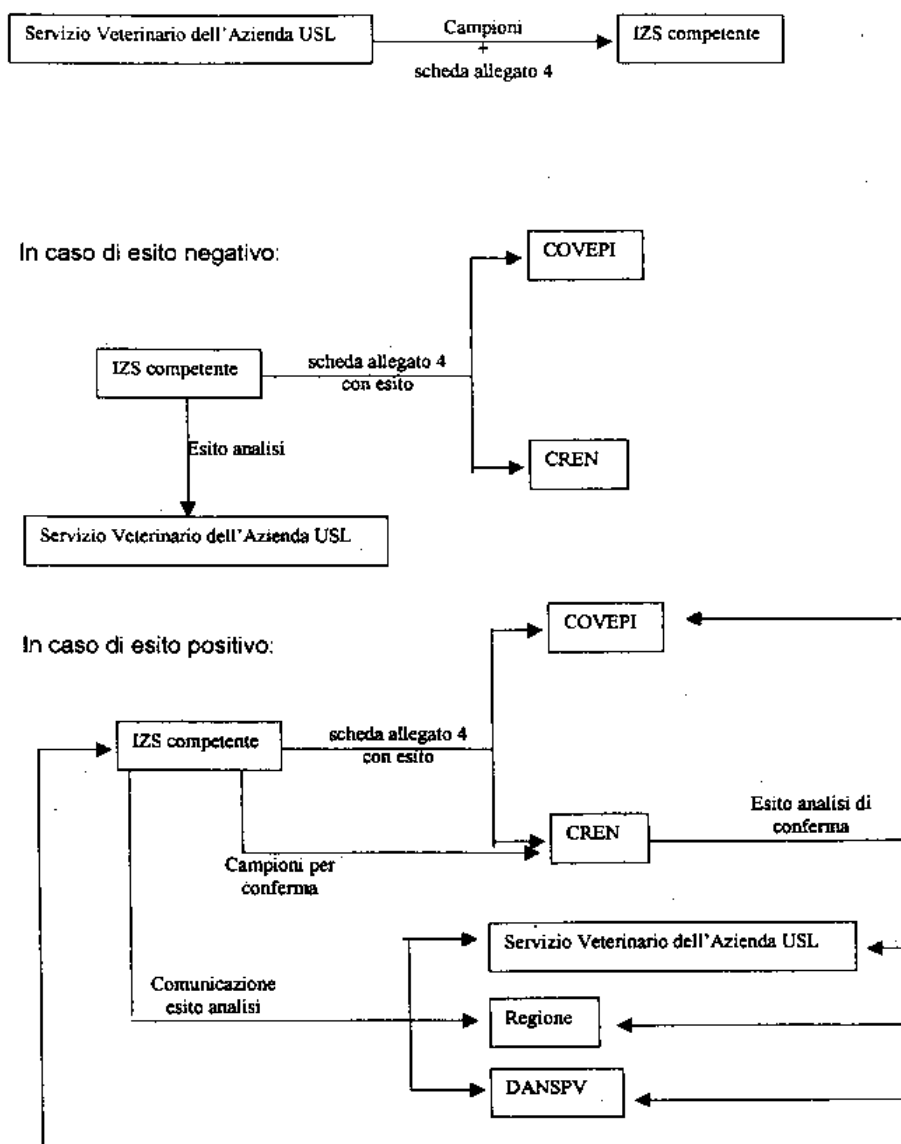 Servizio Veterinario dell'Azienda USL
Campioni
+
scheda allegato 4
IZS competente
In caso di esito negativo:
COVEPI
IZS competente
scheda allegato 4
con esito
Esito analisi
CREN
Servizio Veterinario dell'Azienda USL
In caso di esito positivo:
COVEPI
IZS competente
scheda allegato 4
con esito
CREN
Esito analisi di
conferma
Campioni per
conferma
Servizio Veterinario dell'Azienda USL
Comunicazione
esito analisi
Regione
DANSPV